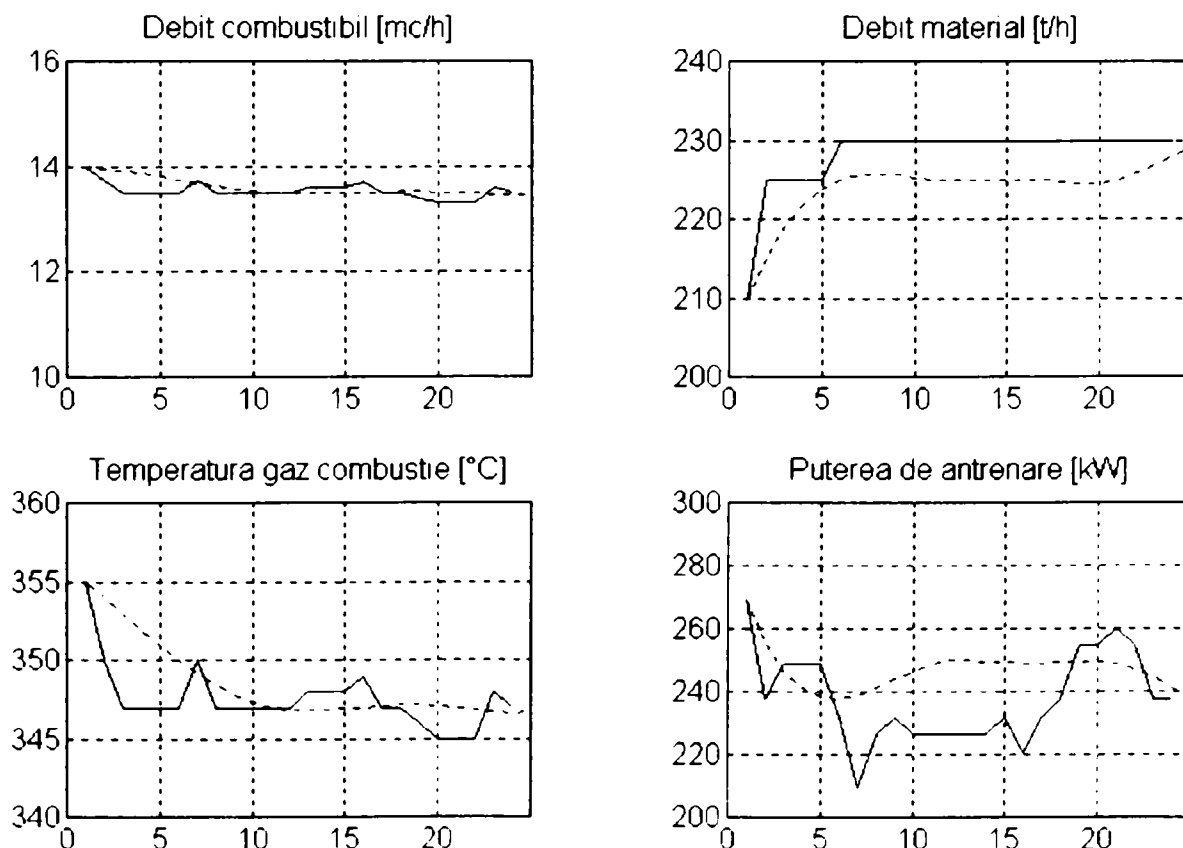 Debit combustibil [mc/h]
16
14
12
10
0 5 10 15 20
Debit material [t/h]
240
230
220
210
200
0 5 10 15 20
Temperatura gaz combustie [°C]
360
355
350
345
340
0 5 10 15 20
Puterea de antrenare [kW]
300
280
260
240
220
200
0 5 10 15 20